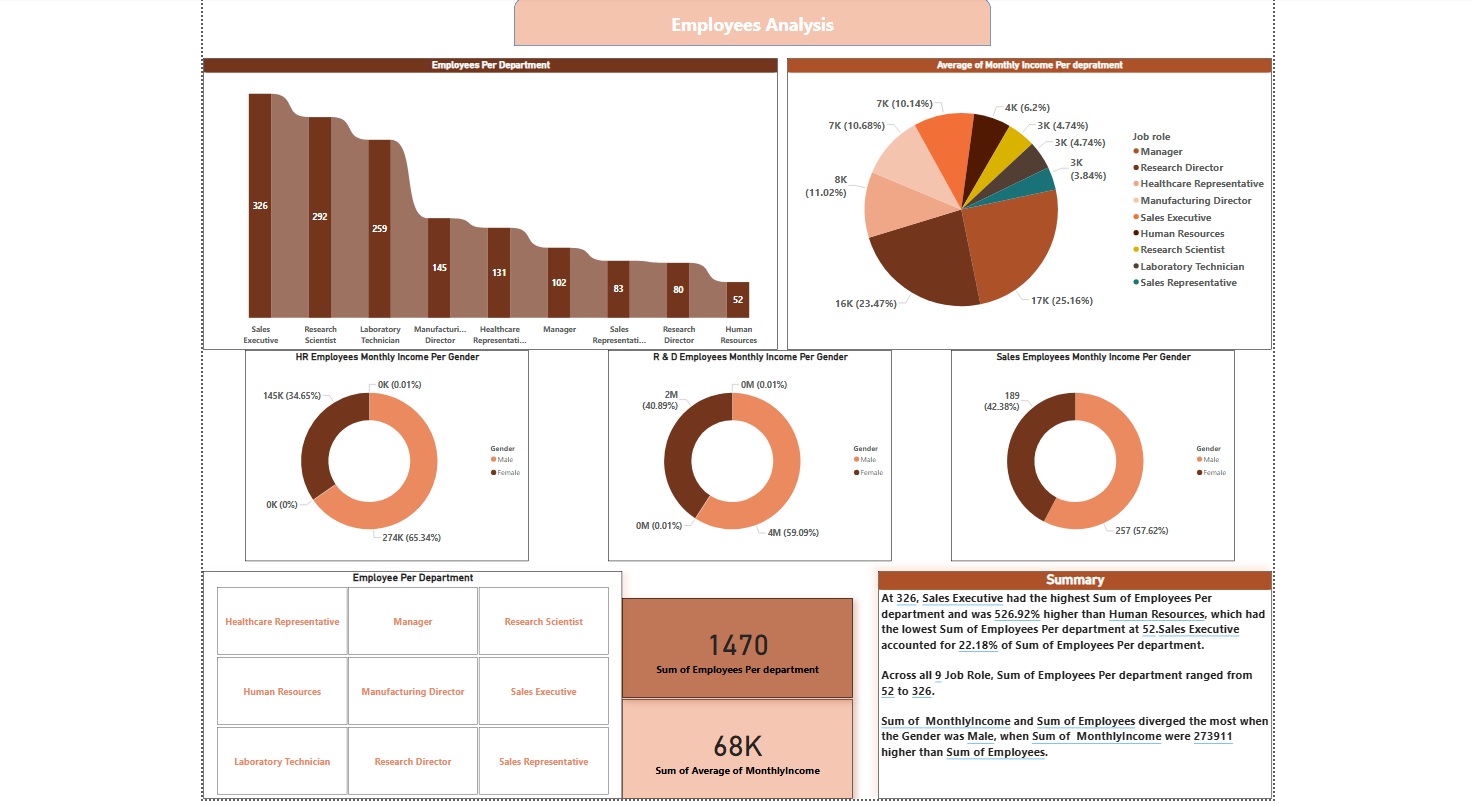 Employees Analysis
Employees Per Department
326
292
259
145
131
102
83
80
52
Sales
Executive
Research
Scientist
Laboratory
Technician
Manufacturi...
Director
Healthcare
Representati...
Manager
Sales
Representati...
Research
Director
Human
Resources
Average of Monthly Income Per depratment
7K (10.14%)
4K (6.2%)
7K (10.68%)
3K (4.74%)
3K (4.74%)
8K
(11.02%)
3K
(3.84%)
16K (23.47%)
17K (25.16%)
Job role
Manager
Research Director
Healthcare Representative
Manufacturing Director
Sales Executive
Human Resources
Research Scientist
Laboratory Technician
Sales Representative
HR Employees Monthly Income Per Gender
0K (0.01%)
145K (34.65%)
0K (0%)
274K (65.34%)
Gender
Male
Female
R & D Employees Monthly Income Per Gender
0M (0.01%)
2M
(40.89%)
0M (0.01%)
4M (59.09%)
Gender
Male
Female
Sales Employees Monthly Income Per Gender
189
(42.38%)
257 (57.62%)
Gender
Male
Female
Employee Per Department
Healthcare Representative
Manager
Research Scientist
Human Resources
Manufacturing Director
Sales Executive
Laboratory Technician
Research Director
Sales Representative
1470
Sum of Employees Per department
68K
Sum of Average of MonthlyIncome
Summary
At 326, Sales Executive had the highest Sum of Employees Per
department and was 526.92% higher than Human Resources, which had
the lowest Sum of Employees Per department at 52.Sales Executive
accounted for 22.18% of Sum of Employees Per department.
Across all 9 Job Role, Sum of Employees Per department ranged from
52 to 326.
Sum of MonthlyIncome and Sum of Employees diverged the most when
the Gender was Male, when Sum of MonthlyIncome were 273911
higher than Sum of Employees.